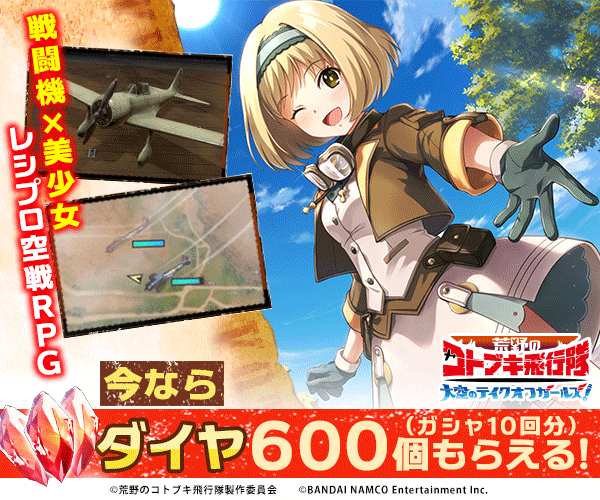 戦闘機×美少女
レシプロ空戦RPG
荒野の
コトブキ飛行隊
大空のテイクオフガールズ!
今なら
(ガシャ10回分)
ダイヤ600個もらえる!
©荒野のコトブキ飛行隊製作委員会 ©BANDAI NAMCO Entertainment Inc.